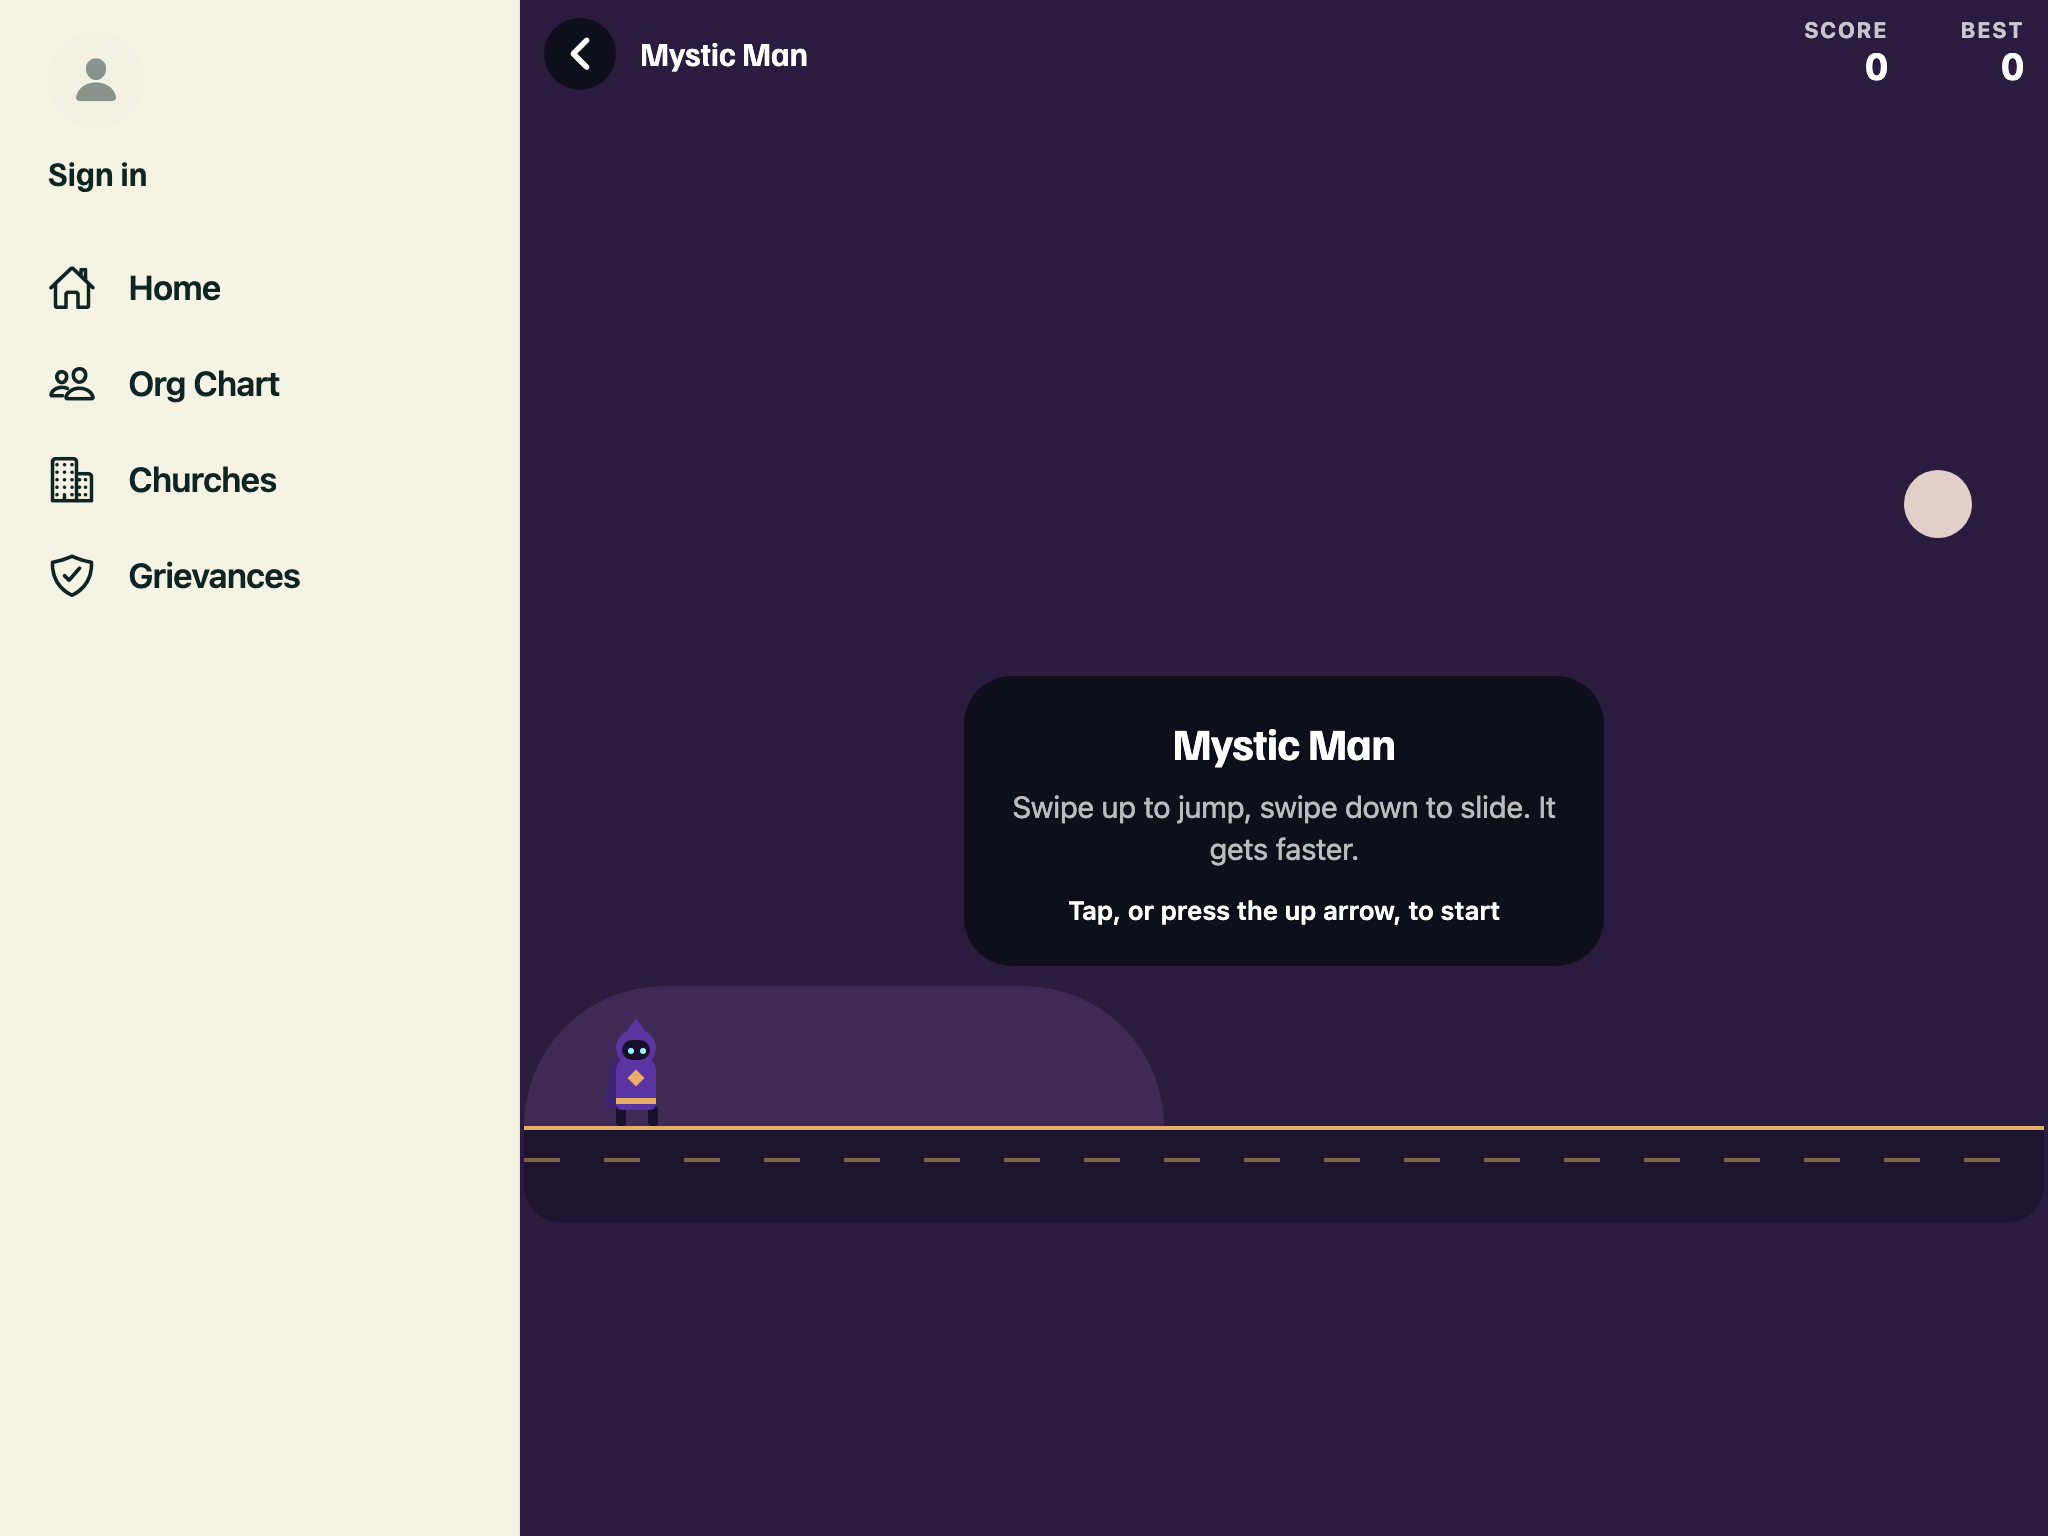 Sign in
Home
Org Chart
Churches
Grievances
Mystic Man
SCORE
0
BEST
0
Mystic Man
Swipe up to jump, swipe down to slide. It
gets faster.
Tap, or press the up arrow, to start